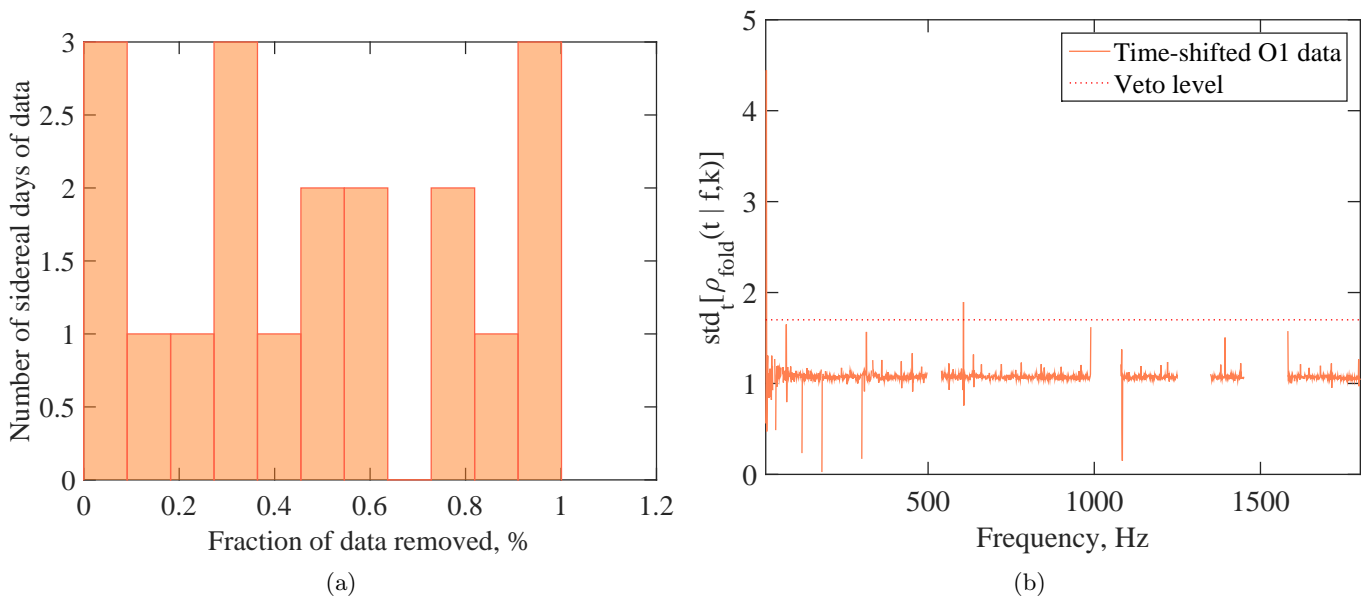 3
2.5
2
1.5
1
0.5
0
Number of sidereal days of data
0 0.2 0.4 0.6 0.8 1 1.2
Fraction of data removed, %
(a)
5
4
3
2
1
0
std_t[ρ_fold(t | f,k)]
Time-shifted O1 data
Veto level
500 1000 1500
Frequency, Hz
(b)